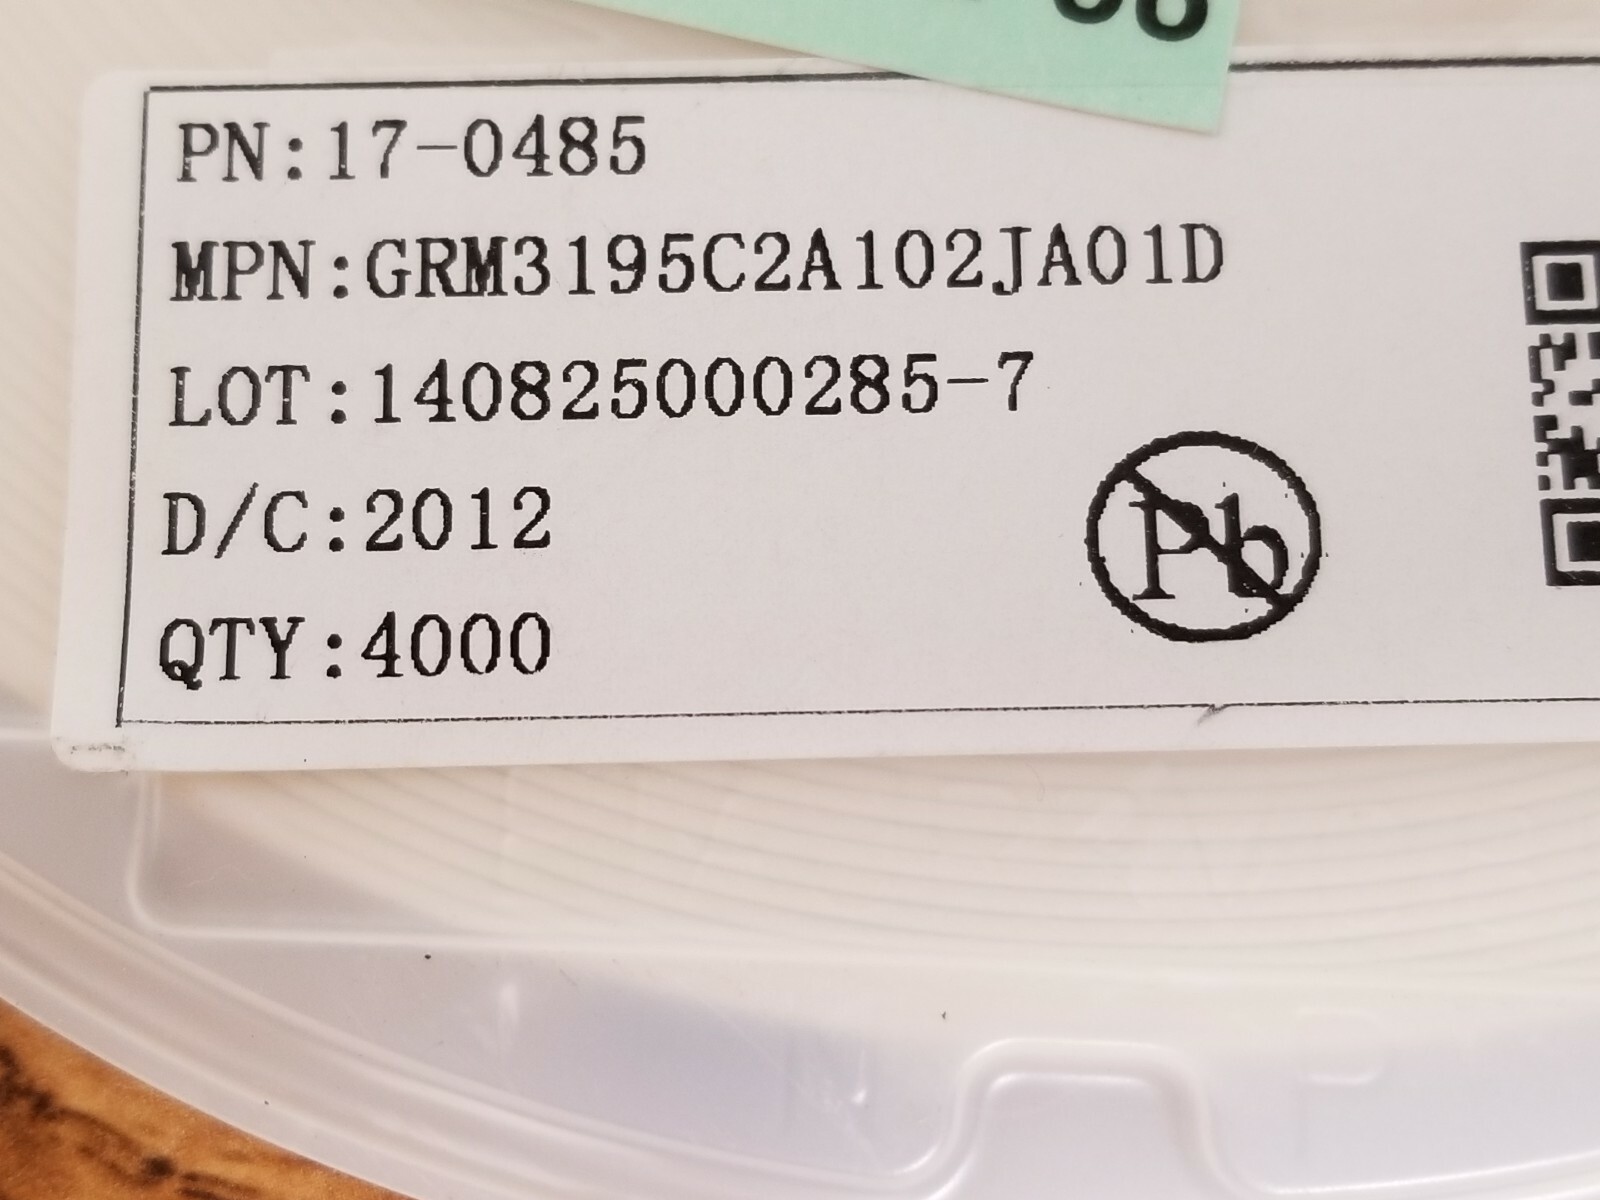 PN:17-0485
MPN:GRM3195C2A102JA01D
LOT:140825000285-7
D/C:2012
Pb
QTY:4000